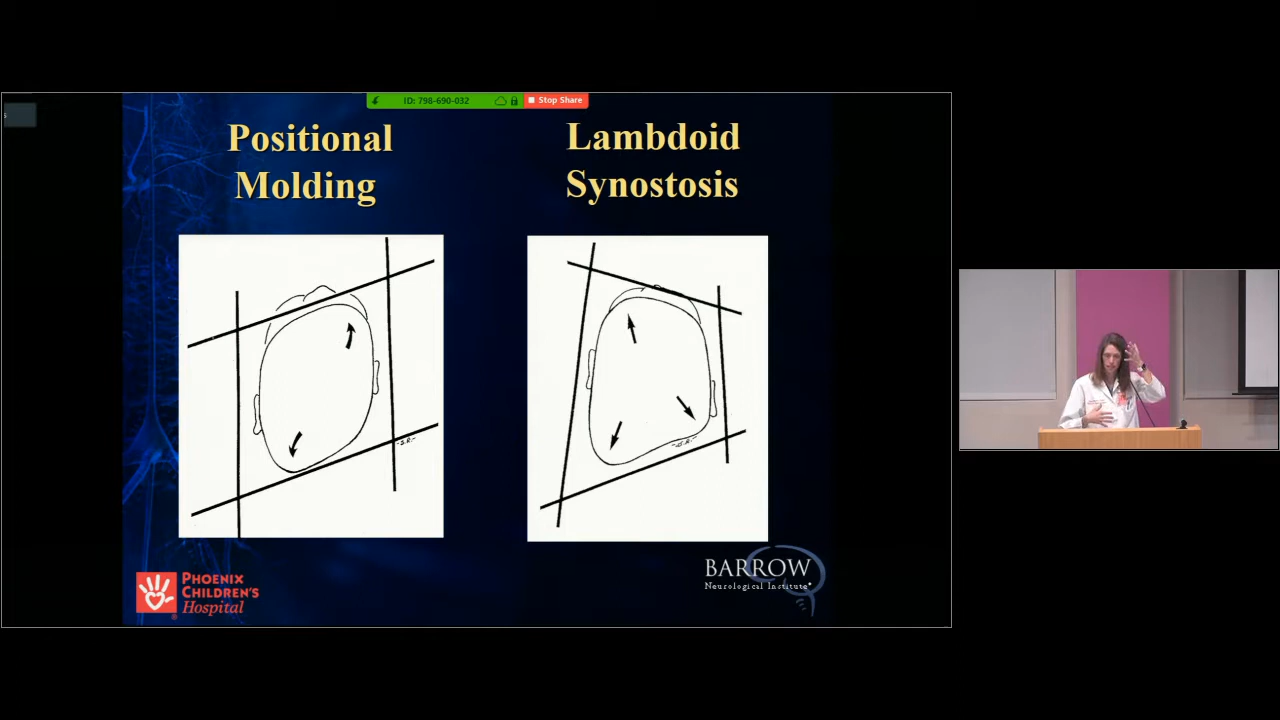 ID: 798-690-032
Stop Share
s
Positional
Molding
Lambdoid
Synostosis
PHOENIX
CHILDREN'S
Hospital
®
BARROW
Neurological Institute®